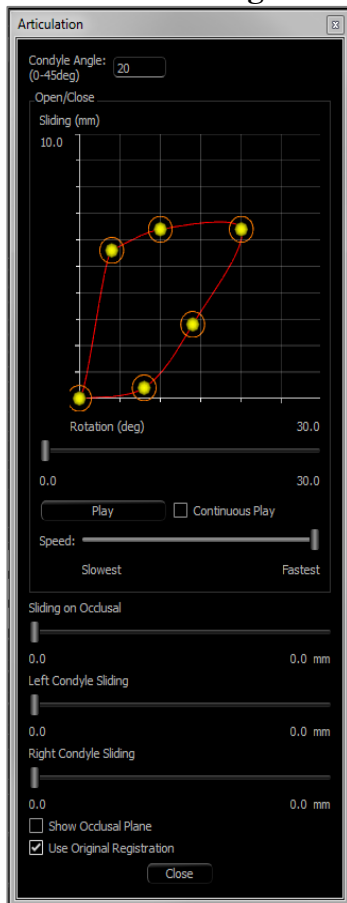 Articulation
Condyle Angle: 20
(0-45deg)
Open/Close
Sliding (mm)
10.0
Rotation (deg) 30.0
0.0 30.0
Play Continuous Play
Speed:
Slowest Fastest
Sliding on Occlusal
0.0 0.0 mm
Left Condyle Sliding
0.0 0.0 mm
Right Condyle Sliding
0.0 0.0 mm
Show Occlusal Plane
Use Original Registration
Close